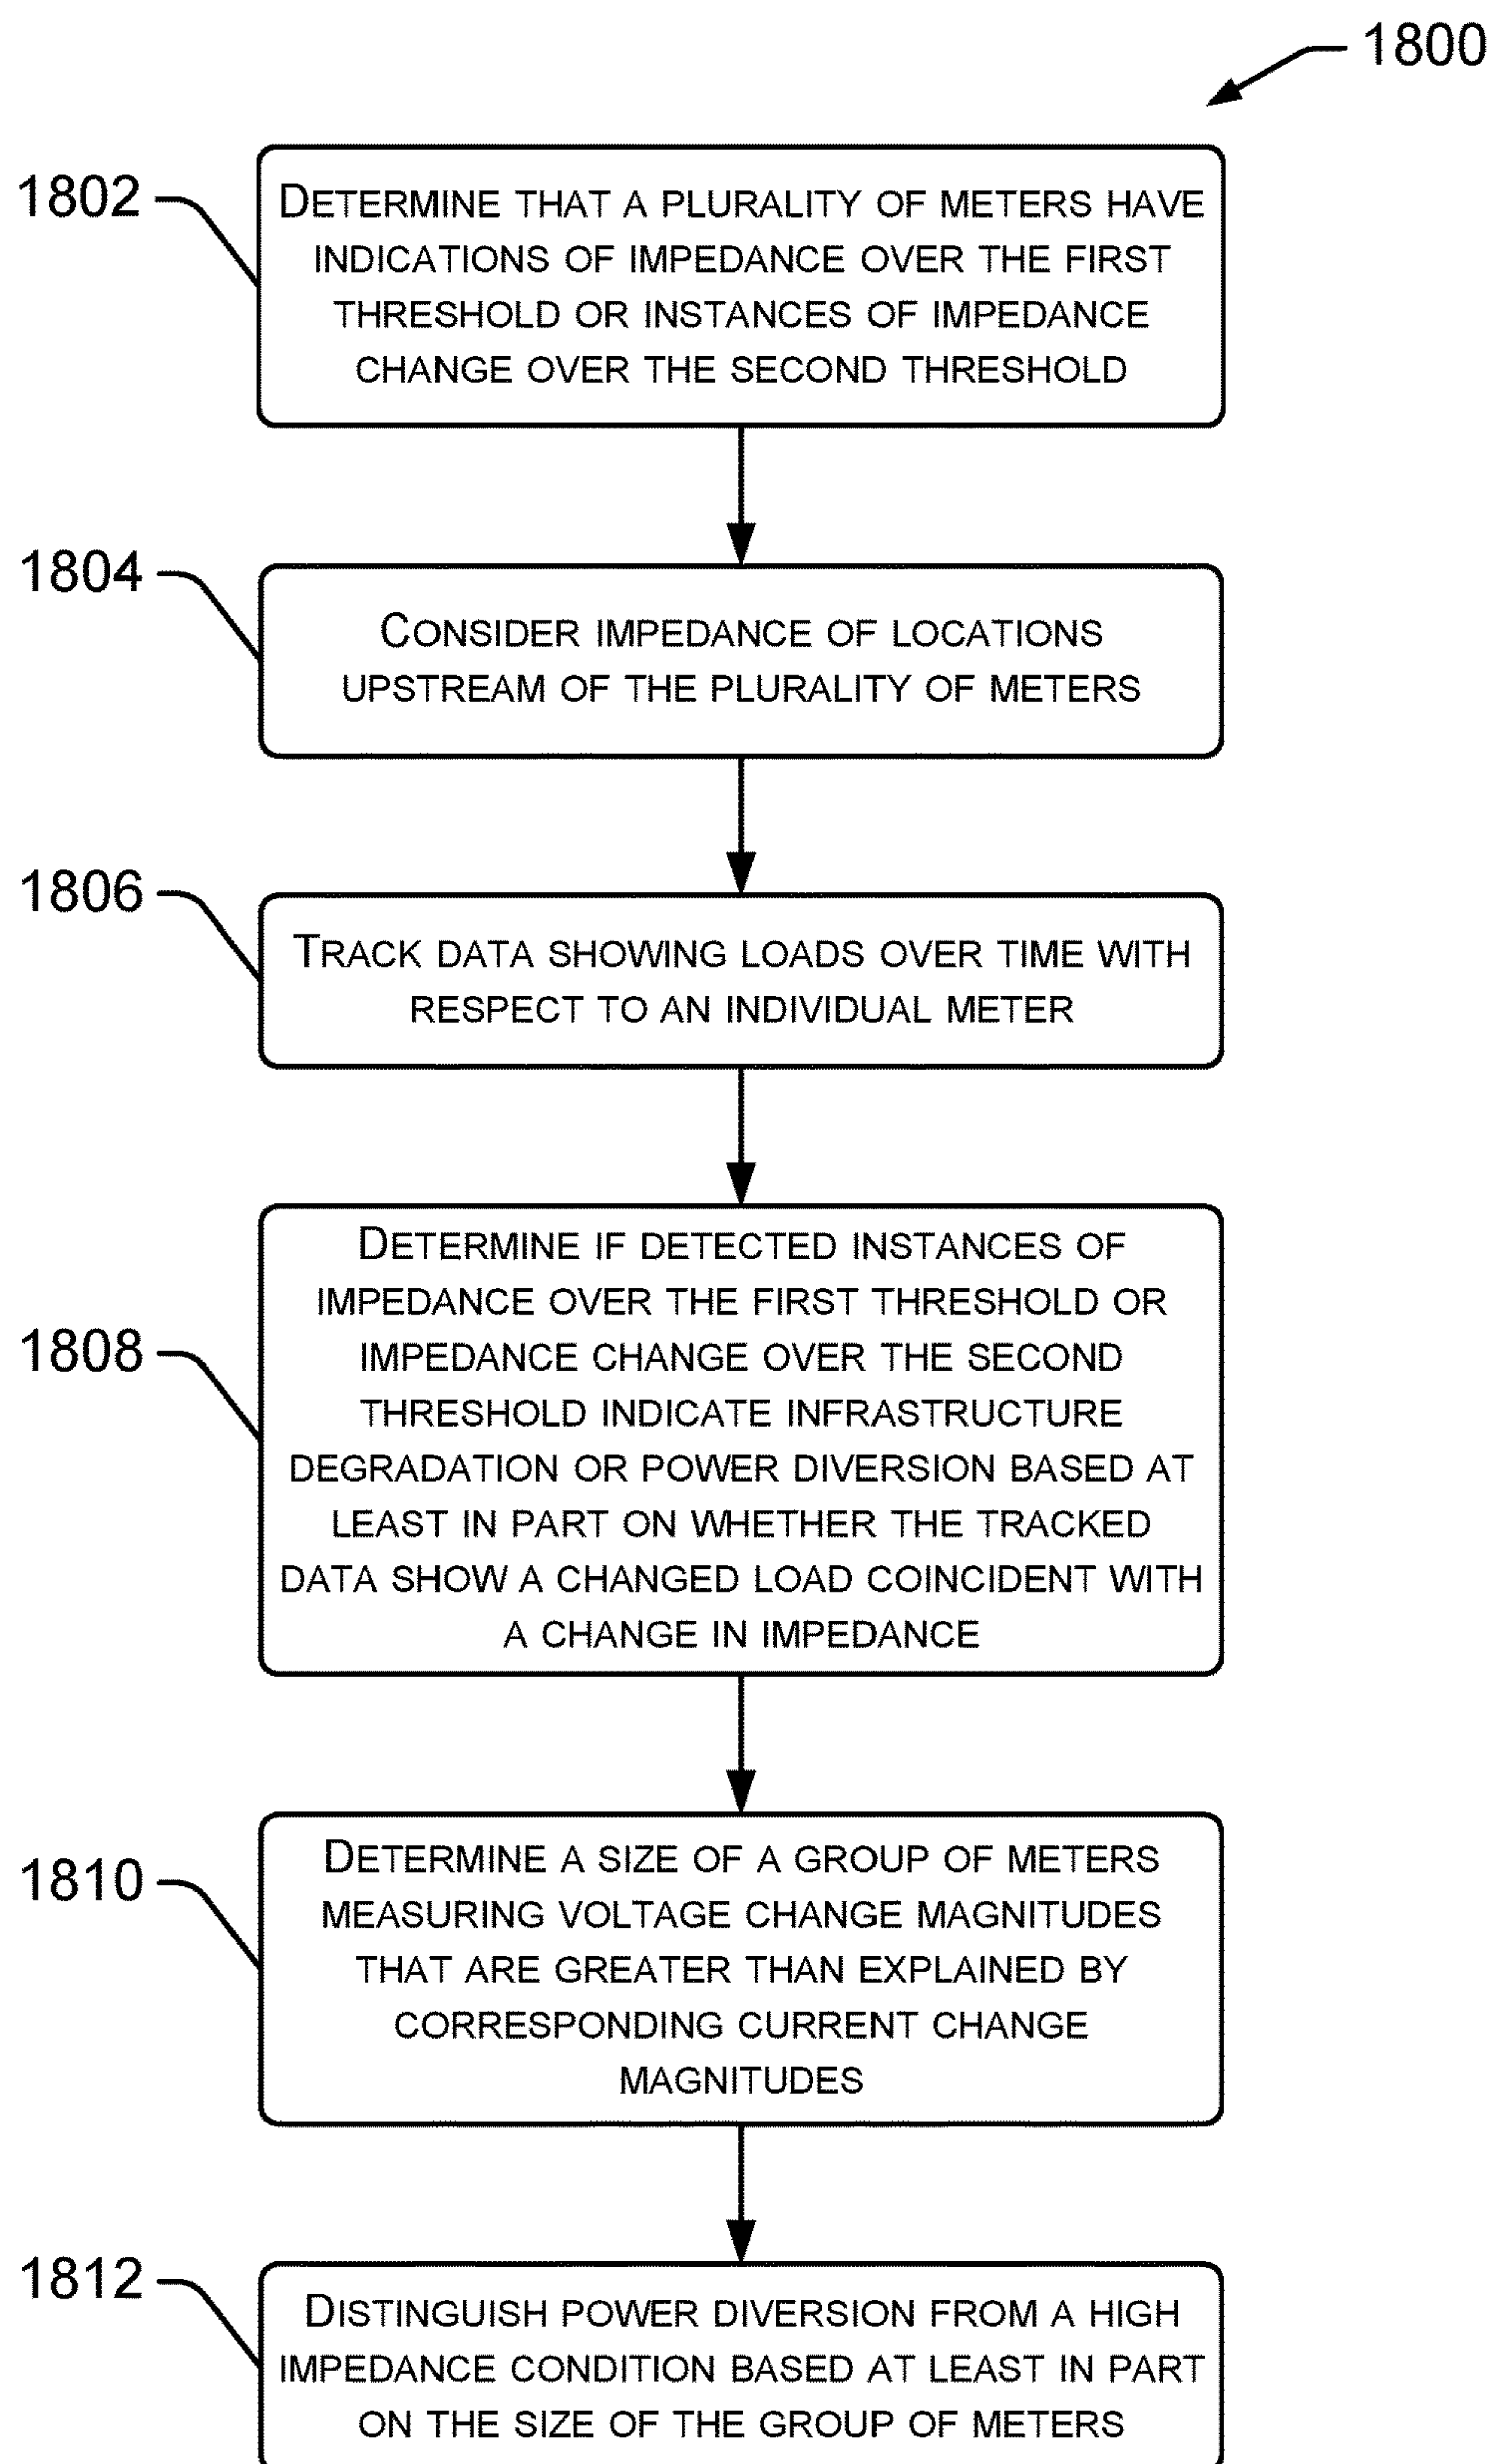 1800
1802
DETERMINE THAT A PLURALITY OF METERS HAVE
INDICATIONS OF IMPEDANCE OVER THE FIRST
THRESHOLD OR INSTANCES OF IMPEDANCE
CHANGE OVER THE SECOND THRESHOLD
1804
CONSIDER IMPEDANCE OF LOCATIONS
UPSTREAM OF THE PLURALITY OF METERS
1806
TRACK DATA SHOWING LOADS OVER TIME WITH
RESPECT TO AN INDIVIDUAL METER
1808
DETERMINE IF DETECTED INSTANCES OF
IMPEDANCE OVER THE FIRST THRESHOLD OR
IMPEDANCE CHANGE OVER THE SECOND
THRESHOLD INDICATE INFRASTRUCTURE
DEGRADATION OR POWER DIVERSION BASED AT
LEAST IN PART ON WHETHER THE TRACKED
DATA SHOW A CHANGED LOAD COINCIDENT WITH
A CHANGE IN IMPEDANCE
1810
DETERMINE A SIZE OF A GROUP OF METERS
MEASURING VOLTAGE CHANGE MAGNITUDES
THAT ARE GREATER THAN EXPLAINED BY
CORRESPONDING CURRENT CHANGE
MAGNITUDES
1812
DISTINGUISH POWER DIVERSION FROM A HIGH
IMPEDANCE CONDITION BASED AT LEAST IN PART
ON THE SIZE OF THE GROUP OF METERS